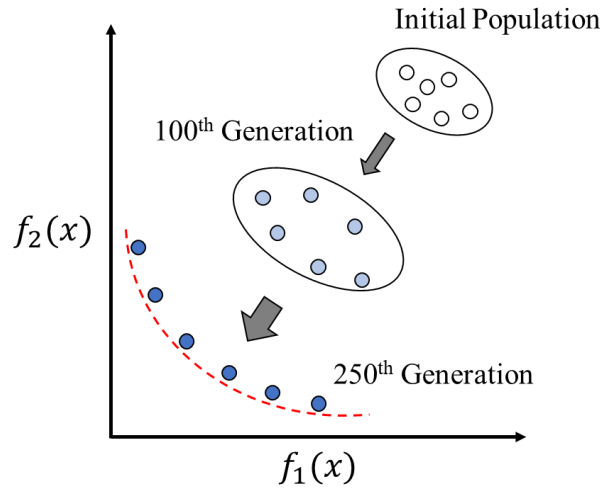 Initial Population
100th Generation
f₂(x)
250th Generation
f₁(x)